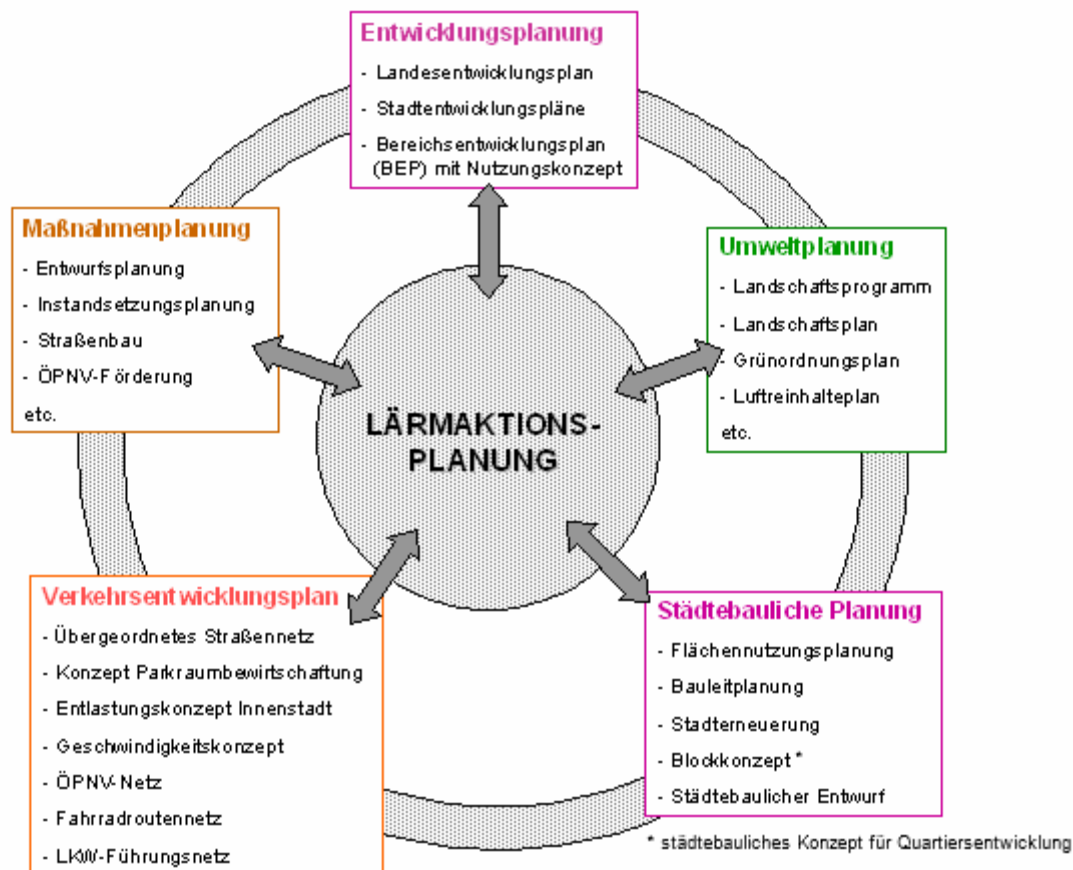 Entwicklungsplanung
- Landesentwicklungsplan
- Stadtentwicklungspläne
- Bereichsentwicklungsplan
(BEP) mit Nutzungskonzept
Maßnahmenplanung
- Entwurfsplanung
- Instandsetzungsplanung
- Straßenbau
- ÖPNV-Förderung
etc.
Umweltplanung
- Landschaftsprogramm
- Landschaftsplan
- Grünordnungsplan
- Luftreinhalteplan
etc.
LÄRMAKTIONS-
PLANUNG
Verkehrsentwicklungsplan
- Übergeordnetes Straßennetz
- Konzept Parkraumbewirtschaftung
- Entlastungskonzept Innenstadt
- Geschwindigkeitskonzept
- ÖPNV-Netz
- Fahrradroutennetz
- LKW-Führungsnetz
Städtebauliche Planung
- Flächennutzungsplanung
- Bauleitplanung
- Stadterneuerung
- Blockkonzept *
- Städtebaulicher Entwurf
* städtebauliches Konzept für Quartiersentwicklung